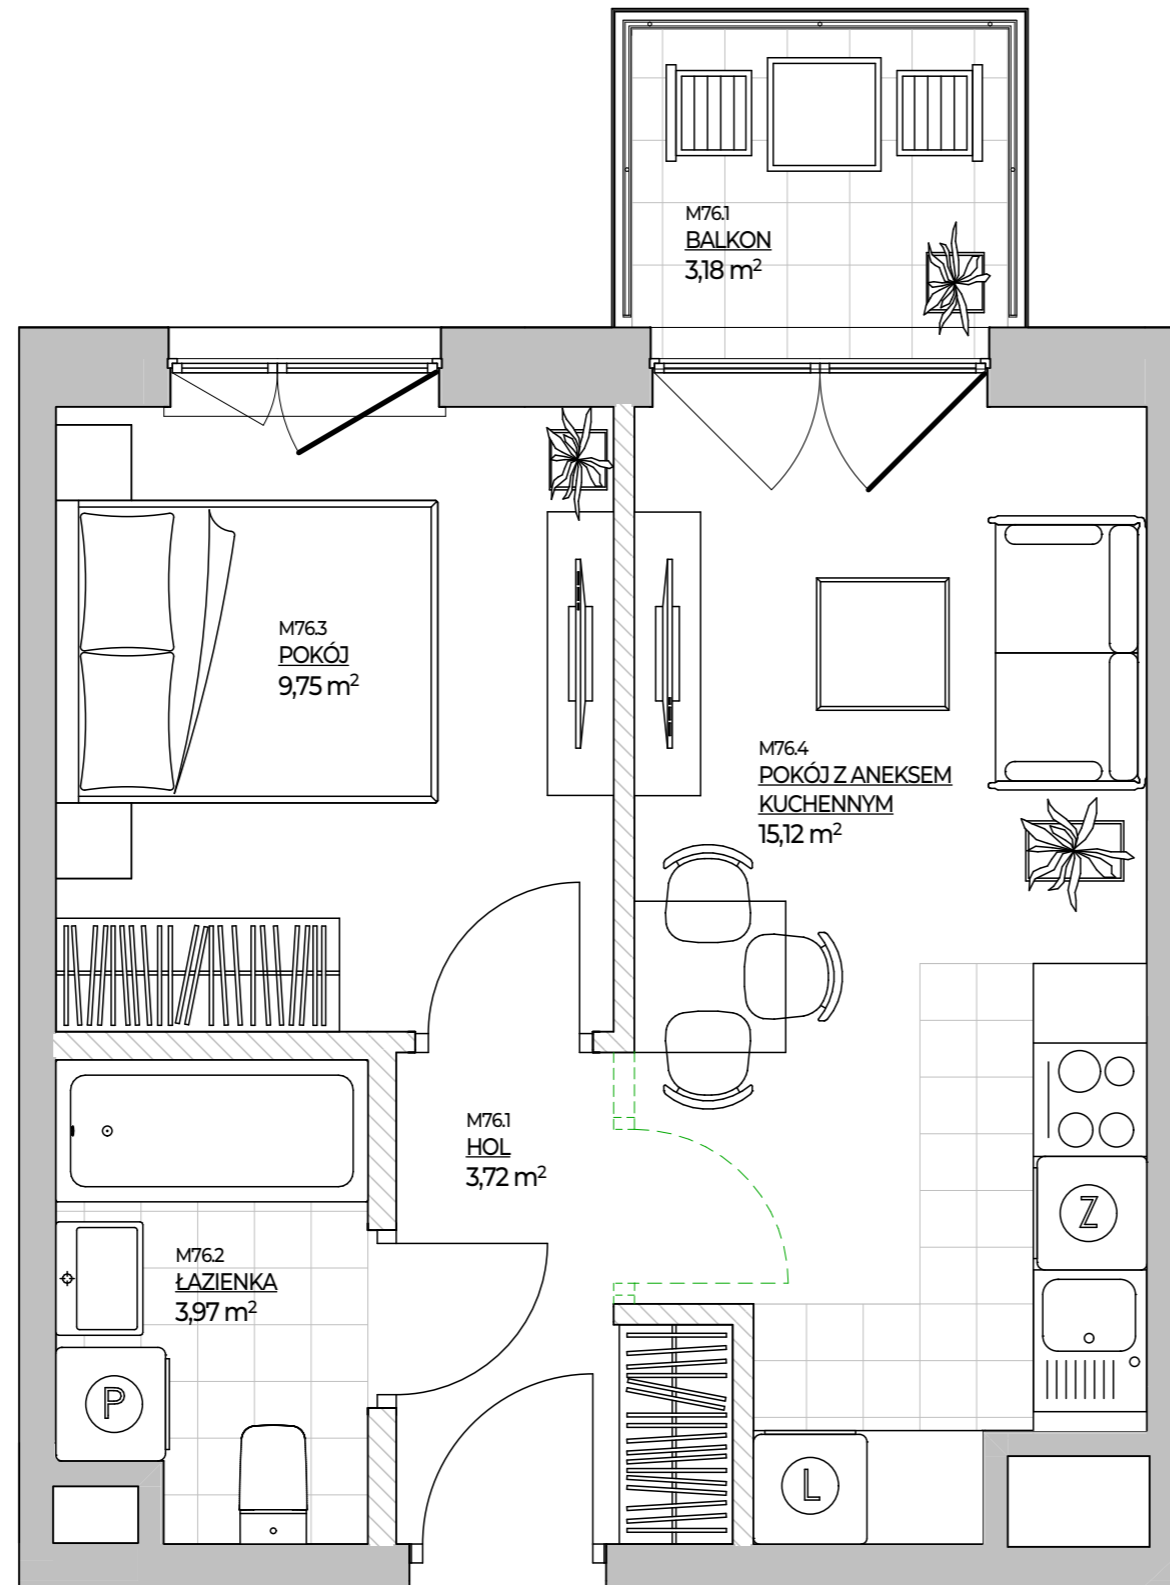 M76.1
BALKON
3,18 m²
M76.3
POKÓJ
9,75 m²
M76.4
POKÓJ Z ANEKSEM
KUCHENNYM
15,12 m²
M76.1
HOL
3,72 m²
Z
M76.2
ŁAZIENKA
3,97 m²
P
L